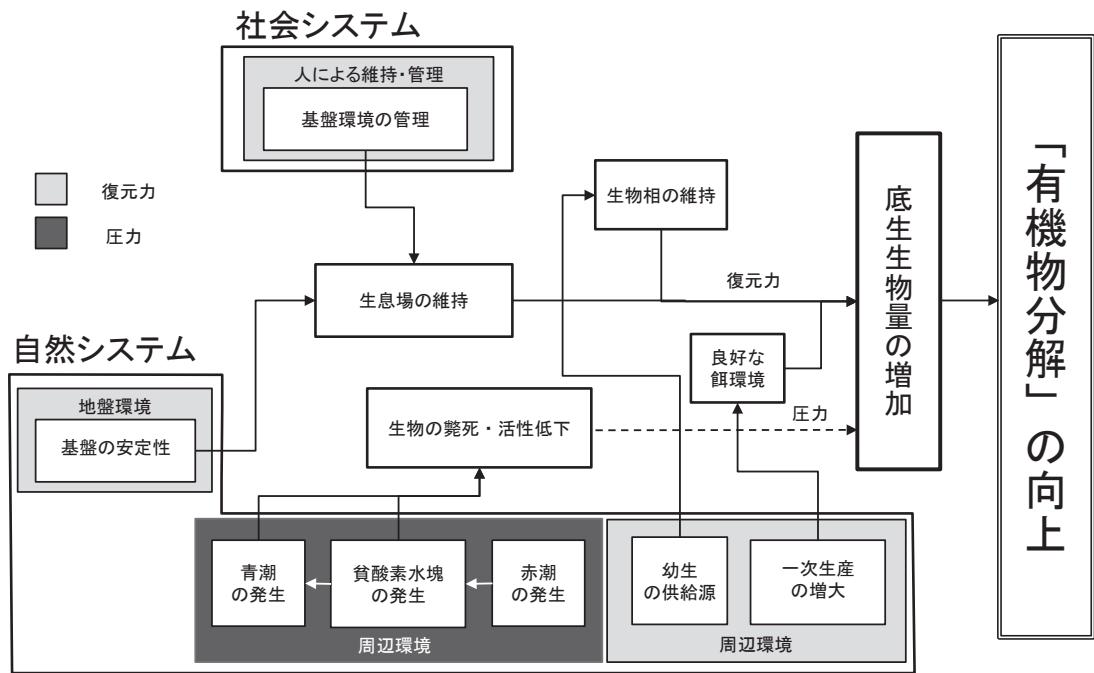 社会システム
人による維持・管理
基盤環境の管理
復元力
圧力
生物相の維持
生息場の維持
復元力
底生生物量の増加
「有機物分解」の向上
自然システム
地盤環境
基盤の安定性
良好な
餌環境
生物の斃死・活性低下
圧力
青潮
の発生
貧酸素水塊
の発生
赤潮
の発生
周辺環境
幼生
の供給源
一次生産
の増大
周辺環境